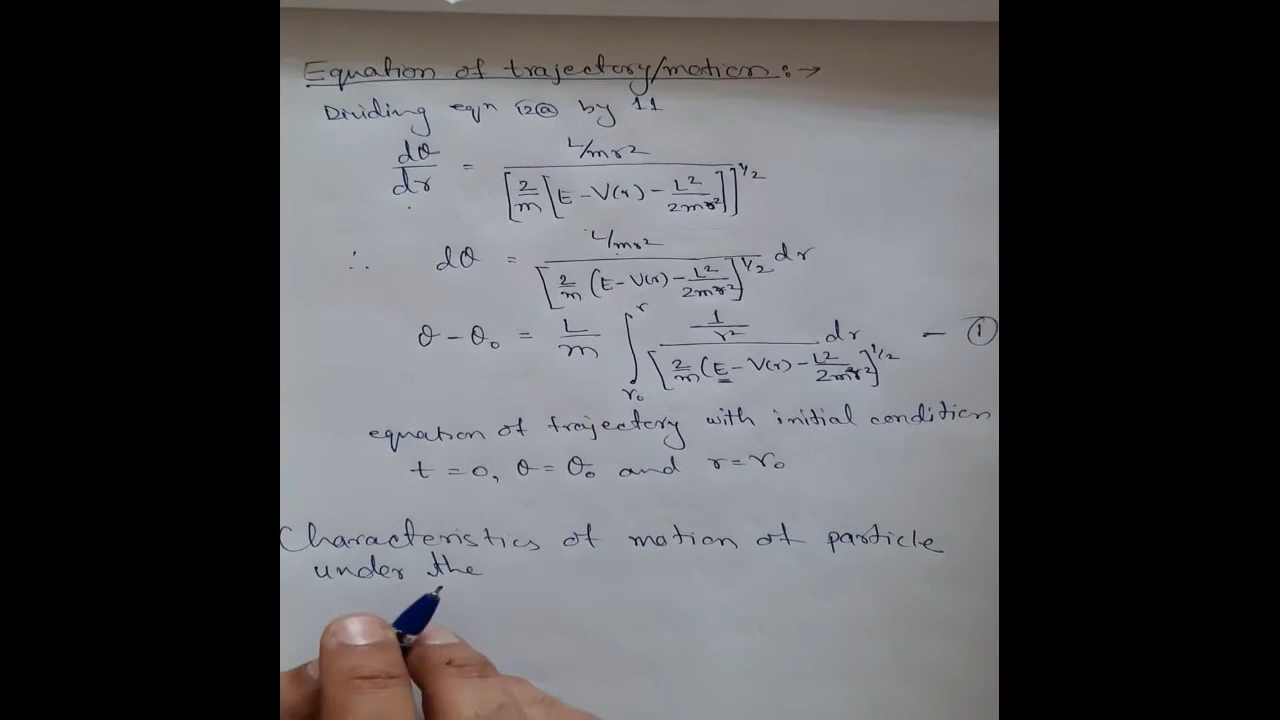 Equation of trajectory/motion :→
Dividing eqn 12ⓐ by 11
dθ/dr = (L/mr²) / [2/m [E - V(r) - L²/2mr²]]^1/2
∴ dθ = (L/mr²) / [2/m (E - V(r) - L²/2mr²)]^1/2 dr
θ - θ₀ = L/m ∫_{r₀}^{r} (1/r²) / [2/m (E - V(r) - L²/2mr²)]^1/2 dr — ①
equation of trajectory with initial condition
t = 0, θ = θ₀ and r = r₀
Characteristics of motion of particle
under the